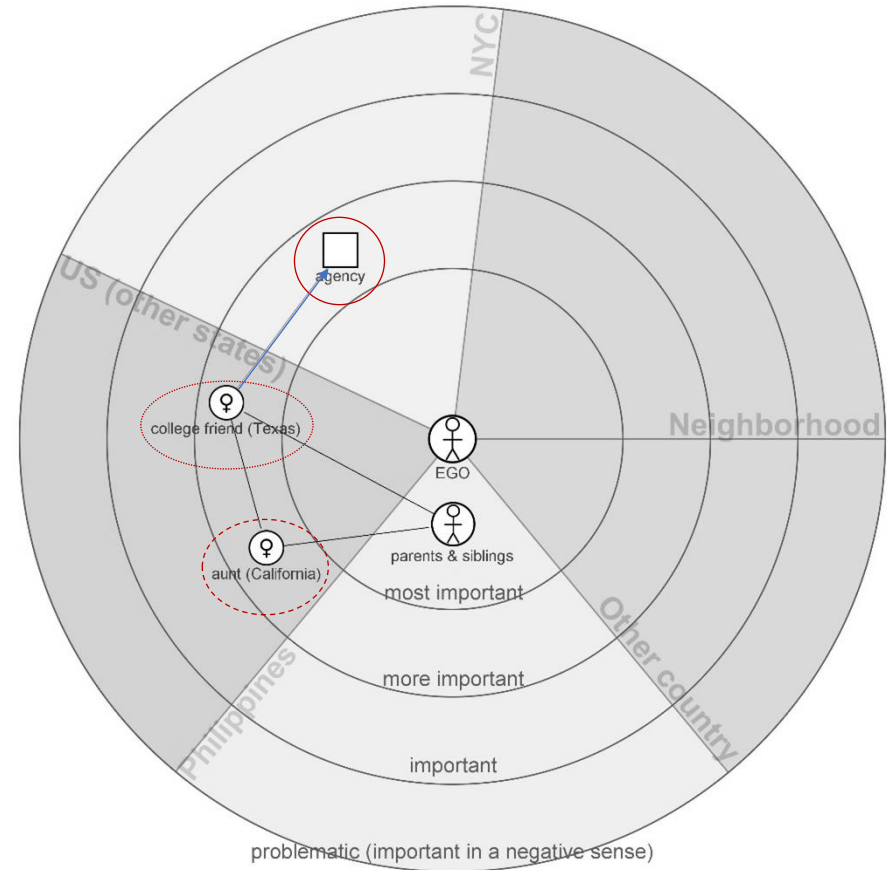 NYC
agency
US (other states)
college friend (Texas)
Neighborhood
EGO
parents & siblings
aunt (California)
most important
Other country
Philippines
more important
important
problematic (important in a negative sense)